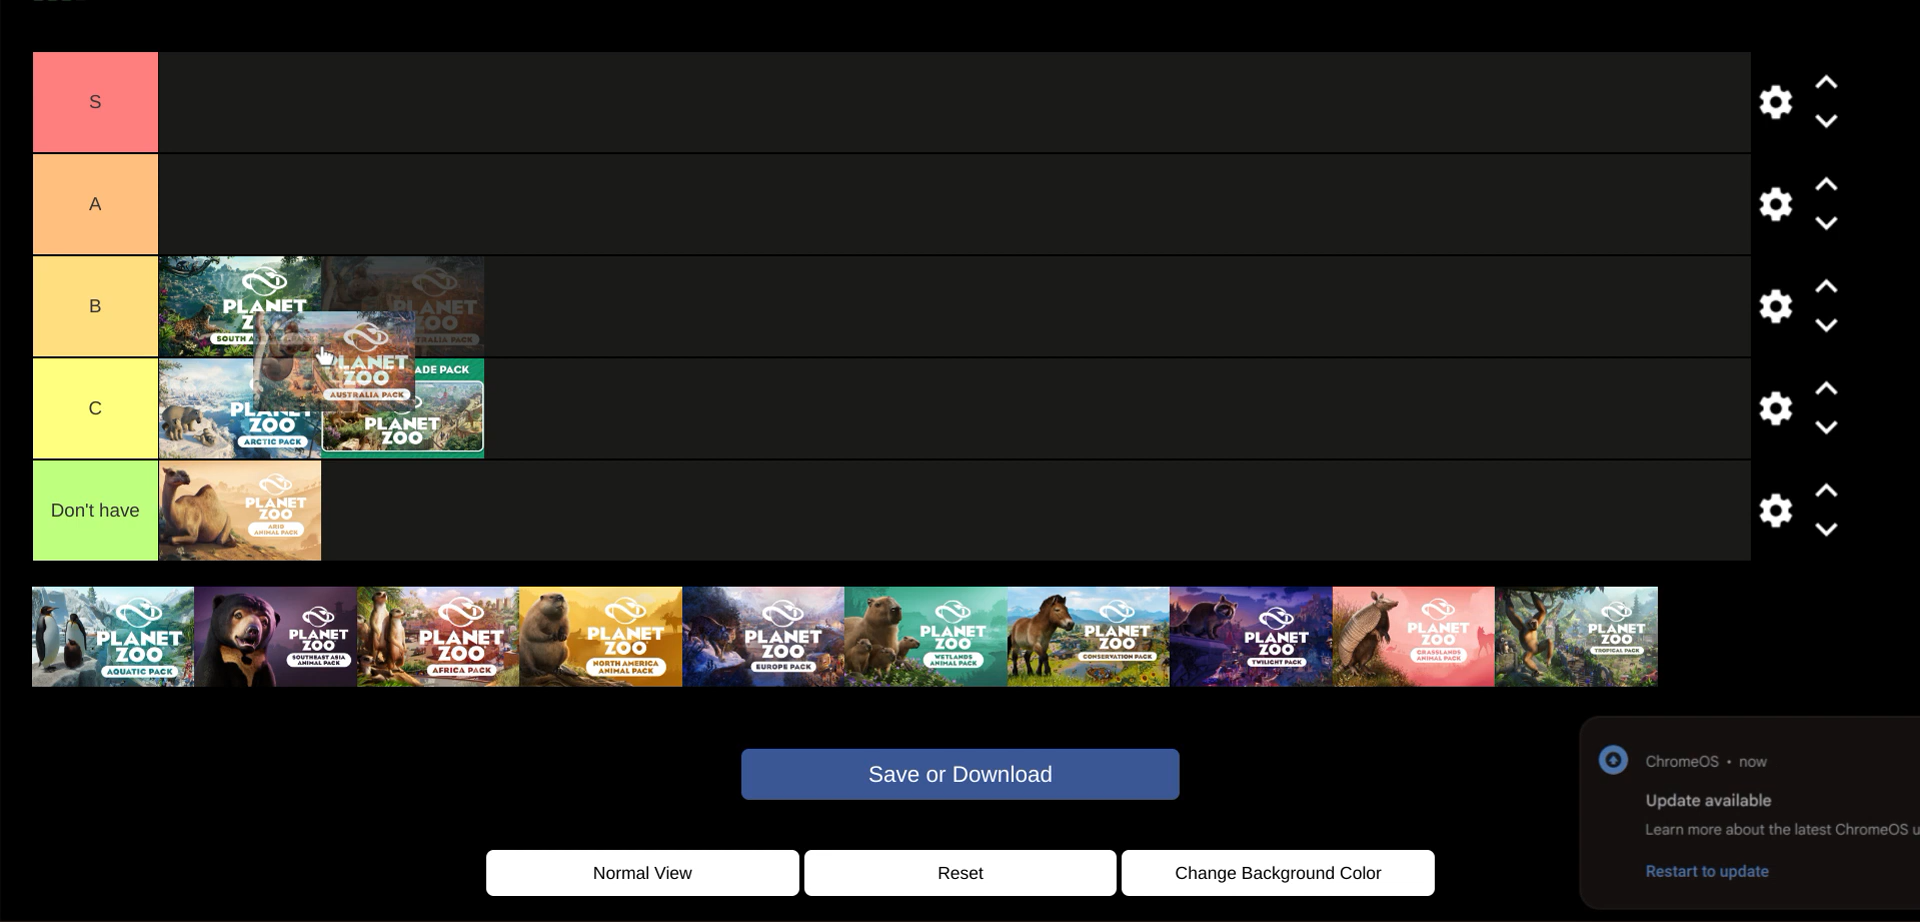 S
A
B
PLANET
SOUTH A
PLANET
ZOO
AUSTRALIA PACK
C
ADE PACK
ZOO
ARCTIC PACK
PLANET
ZOO
Don't have
PLANET
ZOO
ARID
ANIMAL PACK
PLANET
ZOO
AQUATIC PACK
PLANET
ZOO
SOUTHEAST ASIA
ANIMAL PACK
PLANET
ZOO
AFRICA PACK
PLANET
ZOO
NORTH AMERICA
ANIMAL PACK
PLANET
ZOO
EUROPE PACK
PLANET
ZOO
WETLANDS
ANIMAL PACK
PLANET
ZOO
CONSERVATION PACK
PLANET
ZOO
TWILIGHT PACK
PLANET
ZOO
GRASSLANDS
ANIMAL PACK
PLANET
ZOO
TROPICAL PACK
Save or Download
Normal View
Reset
Change Background Color
ChromeOS • now
Update available
Learn more about the latest ChromeOS u
Restart to update